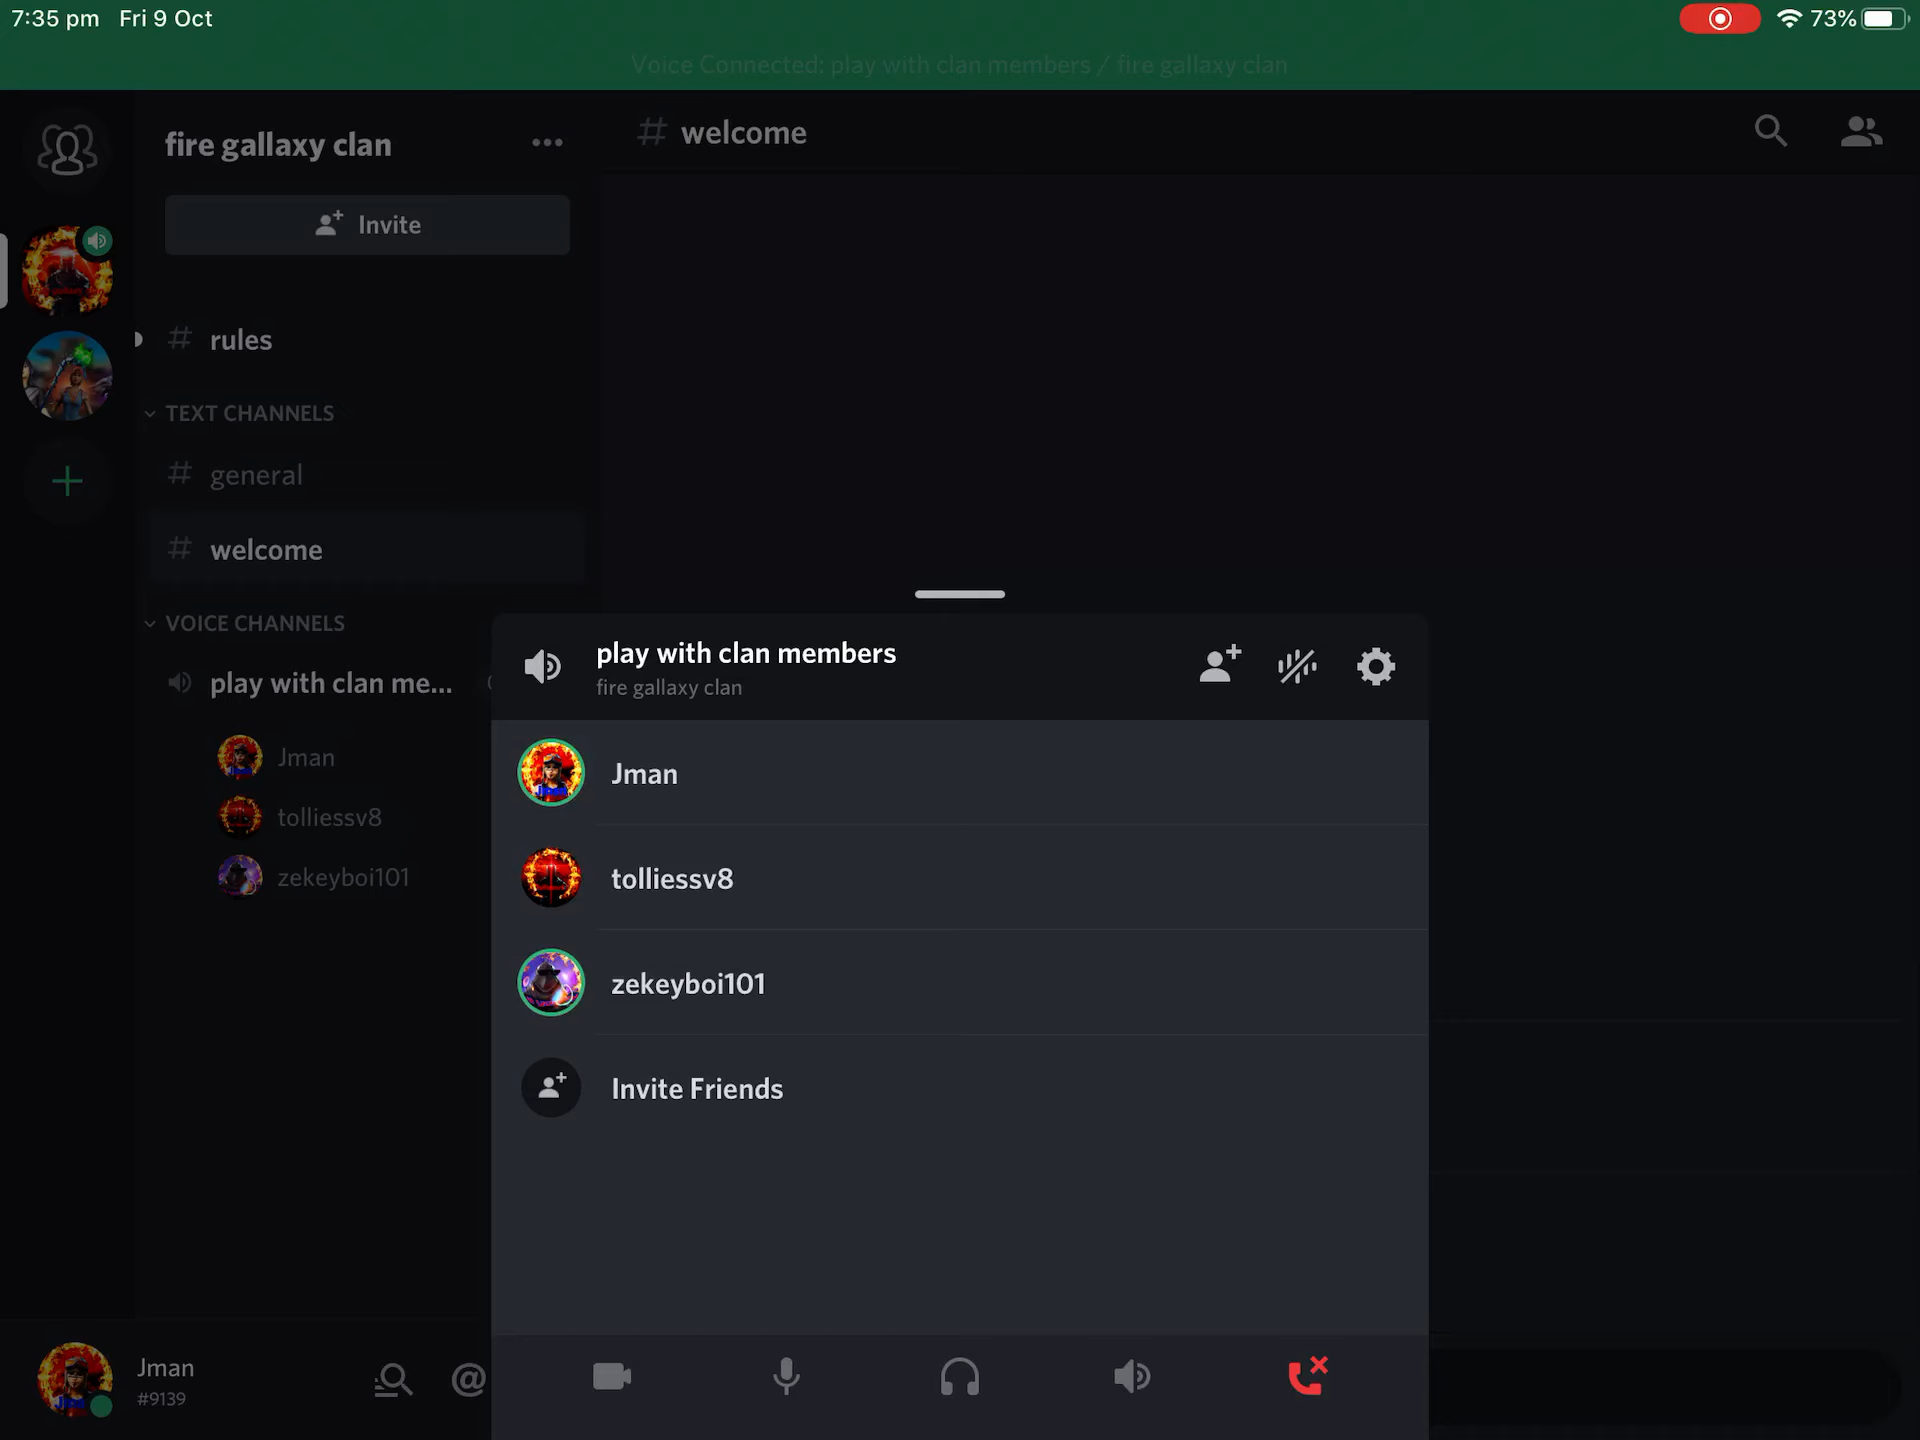 7:35 pm Fri 9 Oct
73%
Voice Connected: play with clan members / fire gallaxy clan
fire gallaxy clan
# welcome
Invite
# rules
TEXT CHANNELS
# general
# welcome
VOICE CHANNELS
play with clan me...
Jman
tolliessv8
zekeyboi101
play with clan members
fire gallaxy clan
Jman
tolliessv8
zekeyboi101
Invite Friends
Jman
#9139
@